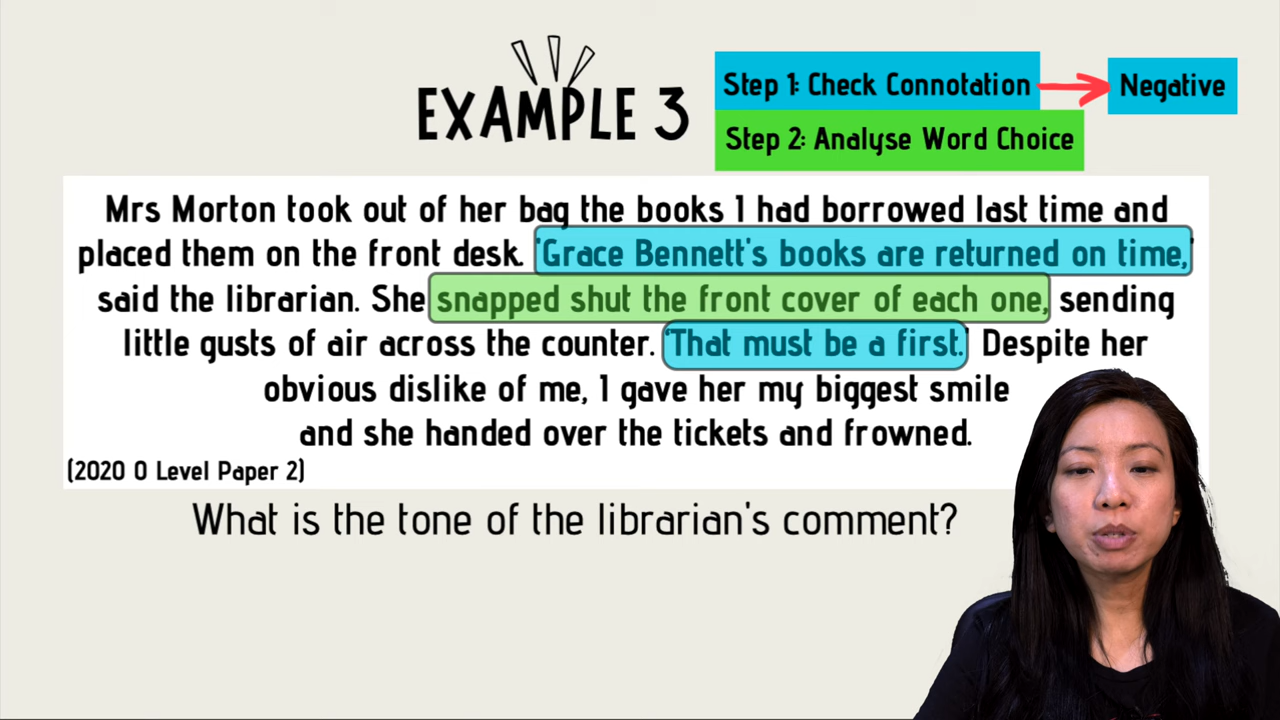 EXAMPLE 3
Step 1: Check Connotation
Negative
Step 2: Analyse Word Choice
Mrs Morton took out of her bag the books I had borrowed last time and
placed them on the front desk. 'Grace Bennett's books are returned on time,'
said the librarian. She snapped shut the front cover of each one, sending
little gusts of air across the counter. 'That must be a first.' Despite her
obvious dislike of me, I gave her my biggest smile
and she handed over the tickets and frowned.
(2020 O Level Paper 2)
What is the tone of the librarian's comment?